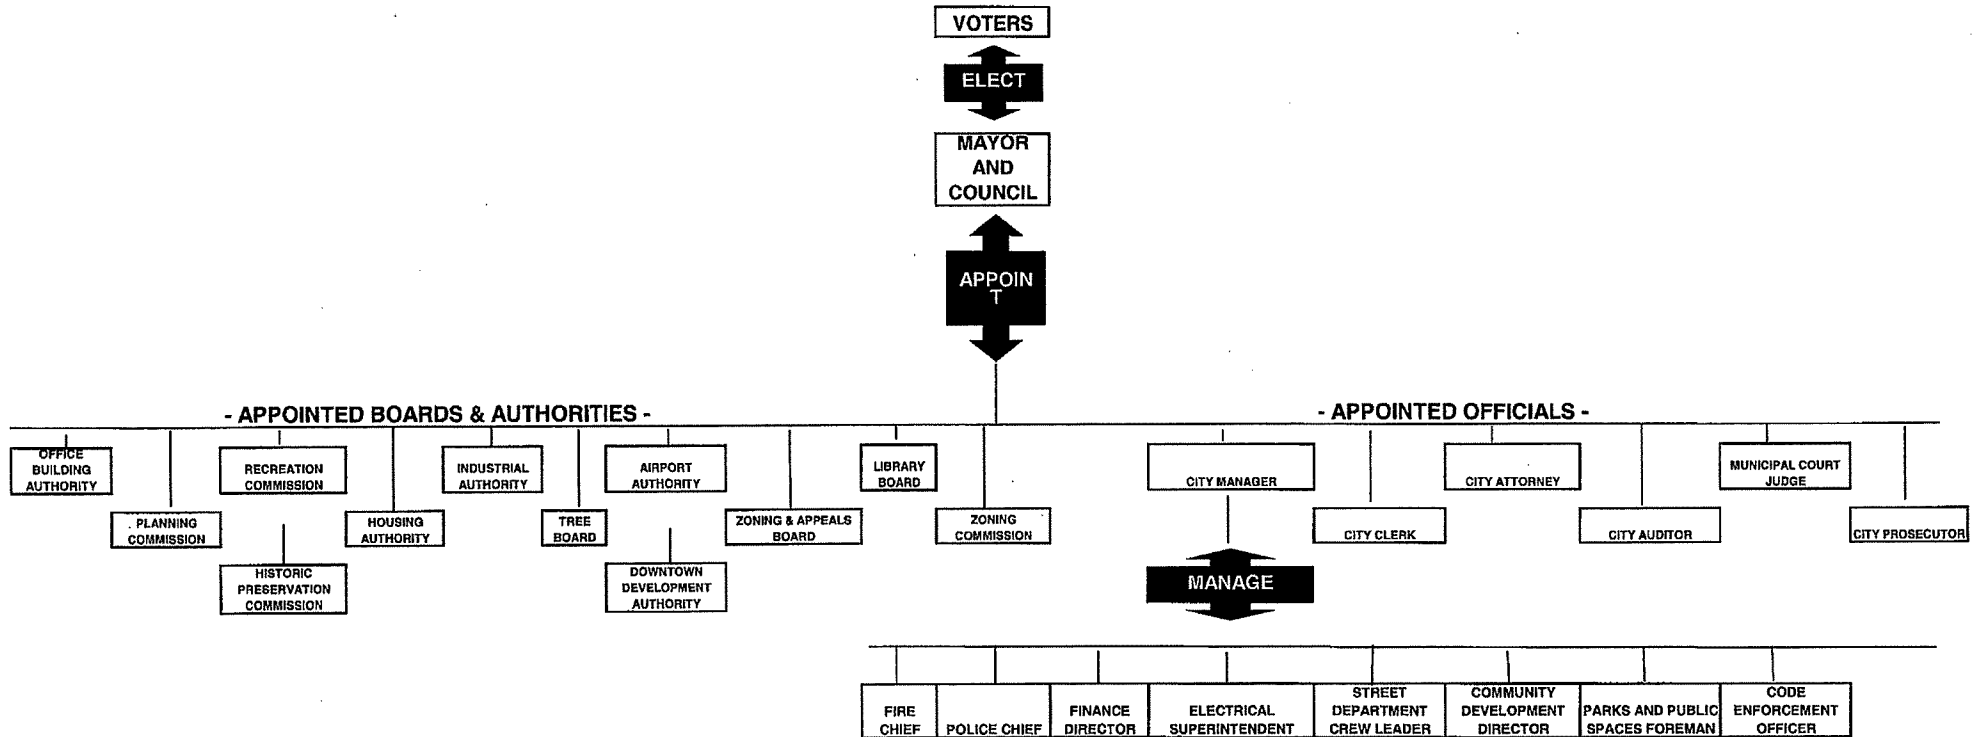 VOTERS
ELECT
MAYOR
AND
COUNCIL
APPOIN
T
- APPOINTED BOARDS & AUTHORITIES -
- APPOINTED OFFICIALS -
OFFICE
BUILDING
AUTHORITY
PLANNING
COMMISSION
RECREATION
COMMISSION
HISTORIC
PRESERVATION
COMMISSION
HOUSING
AUTHORITY
INDUSTRIAL
AUTHORITY
TREE
BOARD
AIRPORT
AUTHORITY
DOWNTOWN
DEVELOPMENT
AUTHORITY
ZONING & APPEALS
BOARD
LIBRARY
BOARD
ZONING
COMMISSION
CITY MANAGER
CITY CLERK
CITY ATTORNEY
CITY AUDITOR
MUNICIPAL COURT
JUDGE
CITY PROSECUTOR
MANAGE
FIRE
CHIEF
POLICE CHIEF
FINANCE
DIRECTOR
ELECTRICAL
SUPERINTENDENT
STREET
DEPARTMENT
CREW LEADER
COMMUNITY
DEVELOPMENT
DIRECTOR
PARKS AND PUBLIC
SPACES FOREMAN
CODE
ENFORCEMENT
OFFICER